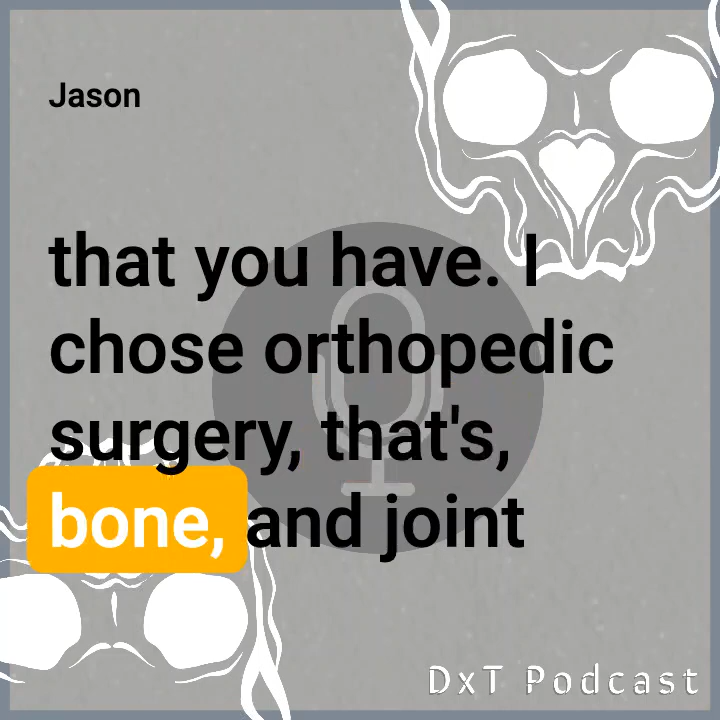 Jason
that you have. I
chose orthopedic
surgery, that's,
bone, and joint
DxT Podcast